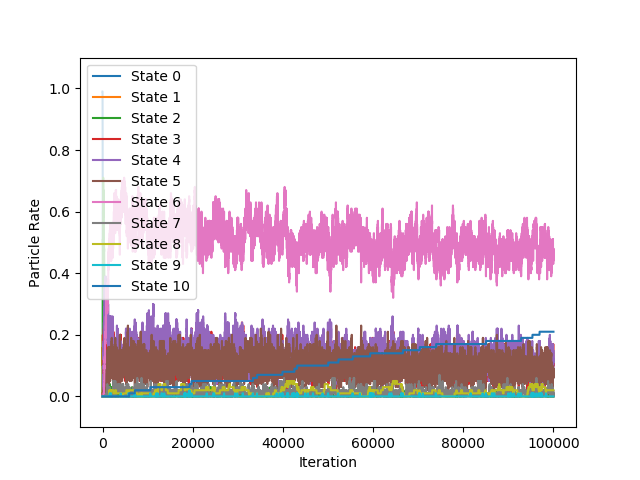 State 0
State 1
State 2
State 3
State 4
State 5
State 6
State 7
State 8
State 9
State 10
1.0
0.8
0.6
0.4
0.2
0.0
Particle Rate
0 20000 40000 60000 80000 100000
Iteration